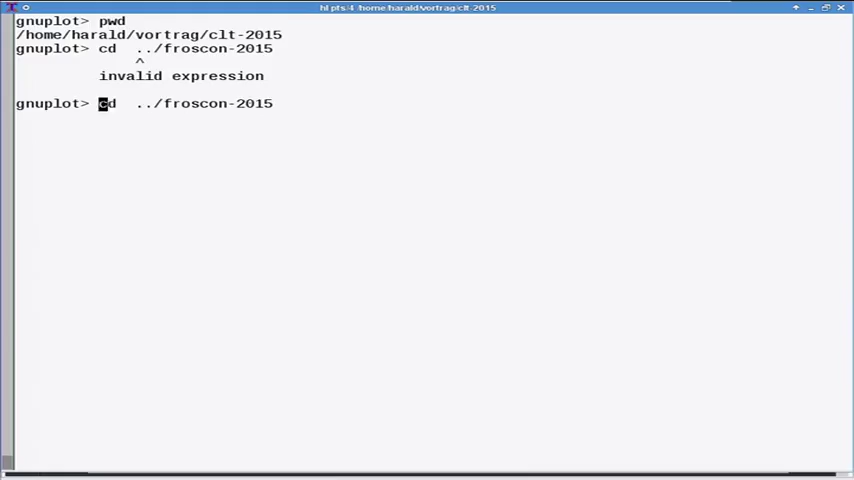 hl pts/4 /home/harald/vortrag/clt-2015
gnuplot> pwd
/home/harald/vortrag/clt-2015
gnuplot> cd  ../froscon-2015
^
invalid expression
gnuplot> cd  ../froscon-2015